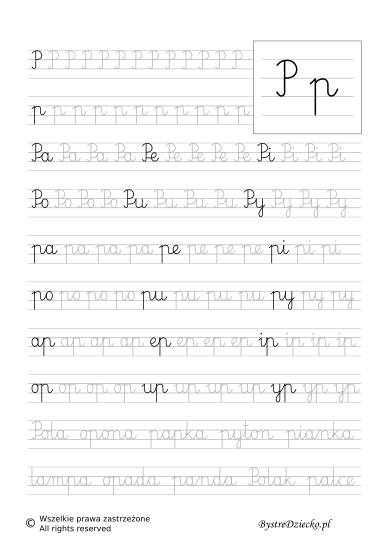 P P P P P P P P P P P P P
P p
p p p p p p p p p p p p
Pa Pa Pa Pa Pe Pe Pe Pe Pe Pi Pi Pi Pi
Po Po Po Po Pu Pu Pu Pu Py Py Py Py
pa pa pa pa pe pe pe pe pi pi pi
po po po po pu pu pu pu py py py
ap ap ap ap ep ep ep ep ip ip ip ip
op op op op up up up up yp yp yp
Pola opona papka pyton pianka
lampa opada panda Polak palce
© Wszelkie prawa zastrzeżone
All rights reserved
BystreDziecko.pl